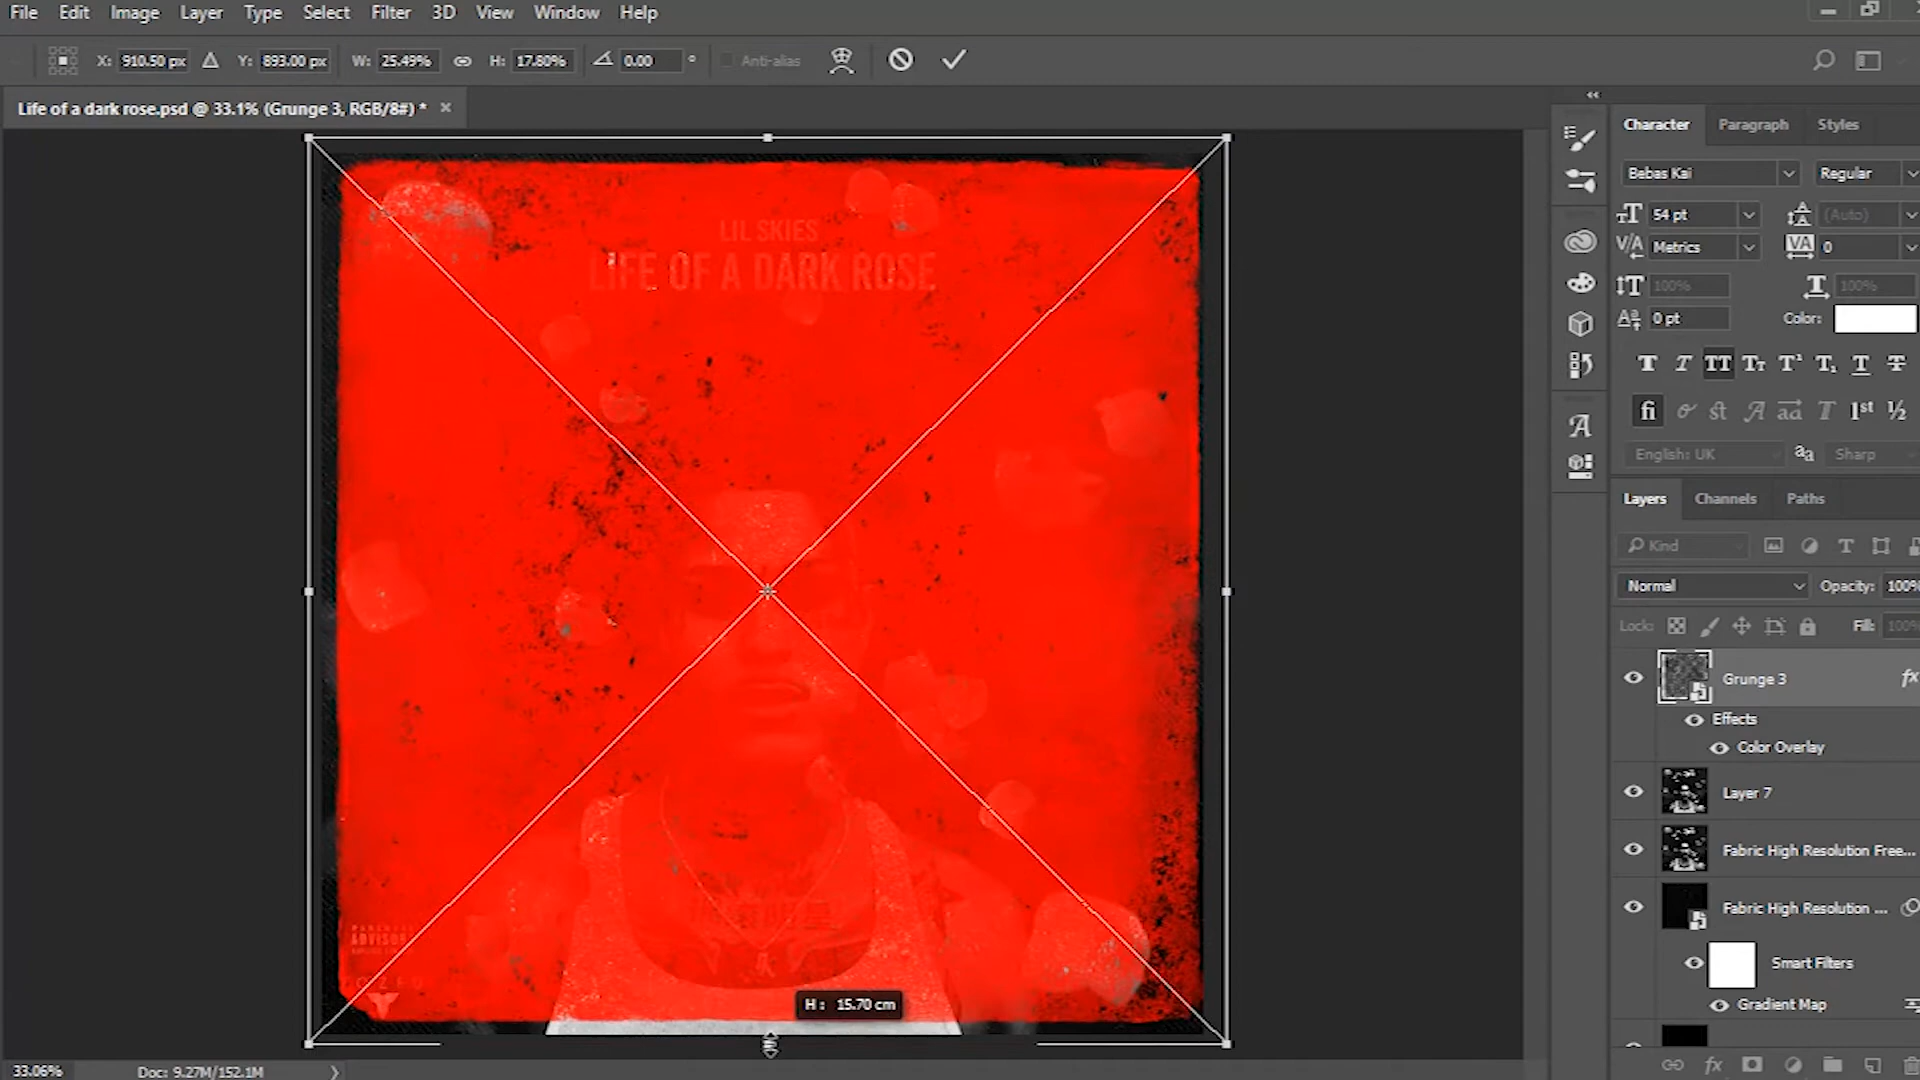 File Edit Image Layer Type Select Filter 3D View Window Help
X: 910.50 px Y: 893.00 px W: 25.49% H: 17.80% 0.00 ° Anti-alias
Life of a dark rose.psd @ 33.1% (Grunge 3, RGB/8#) *
LIL SKIES
LIFE OF A DARK ROSE
ADVISORY
H: 15.70 cm
33.06% Doc: 9.27M/152.1M
Character Paragraph Styles
Bebas Kai Regular
54 pt (Auto)
Metrics 0
100% 100%
0 pt Color:
English: UK Sharp
Layers Channels Paths
Kind
Normal Opacity: 100%
Lock: Fill: 100%
Grunge 3 fx
Effects
Color Overlay
Layer 7
Fabric High Resolution Free...
Fabric High Resolution ...
Smart Filters
Gradient Map
fx